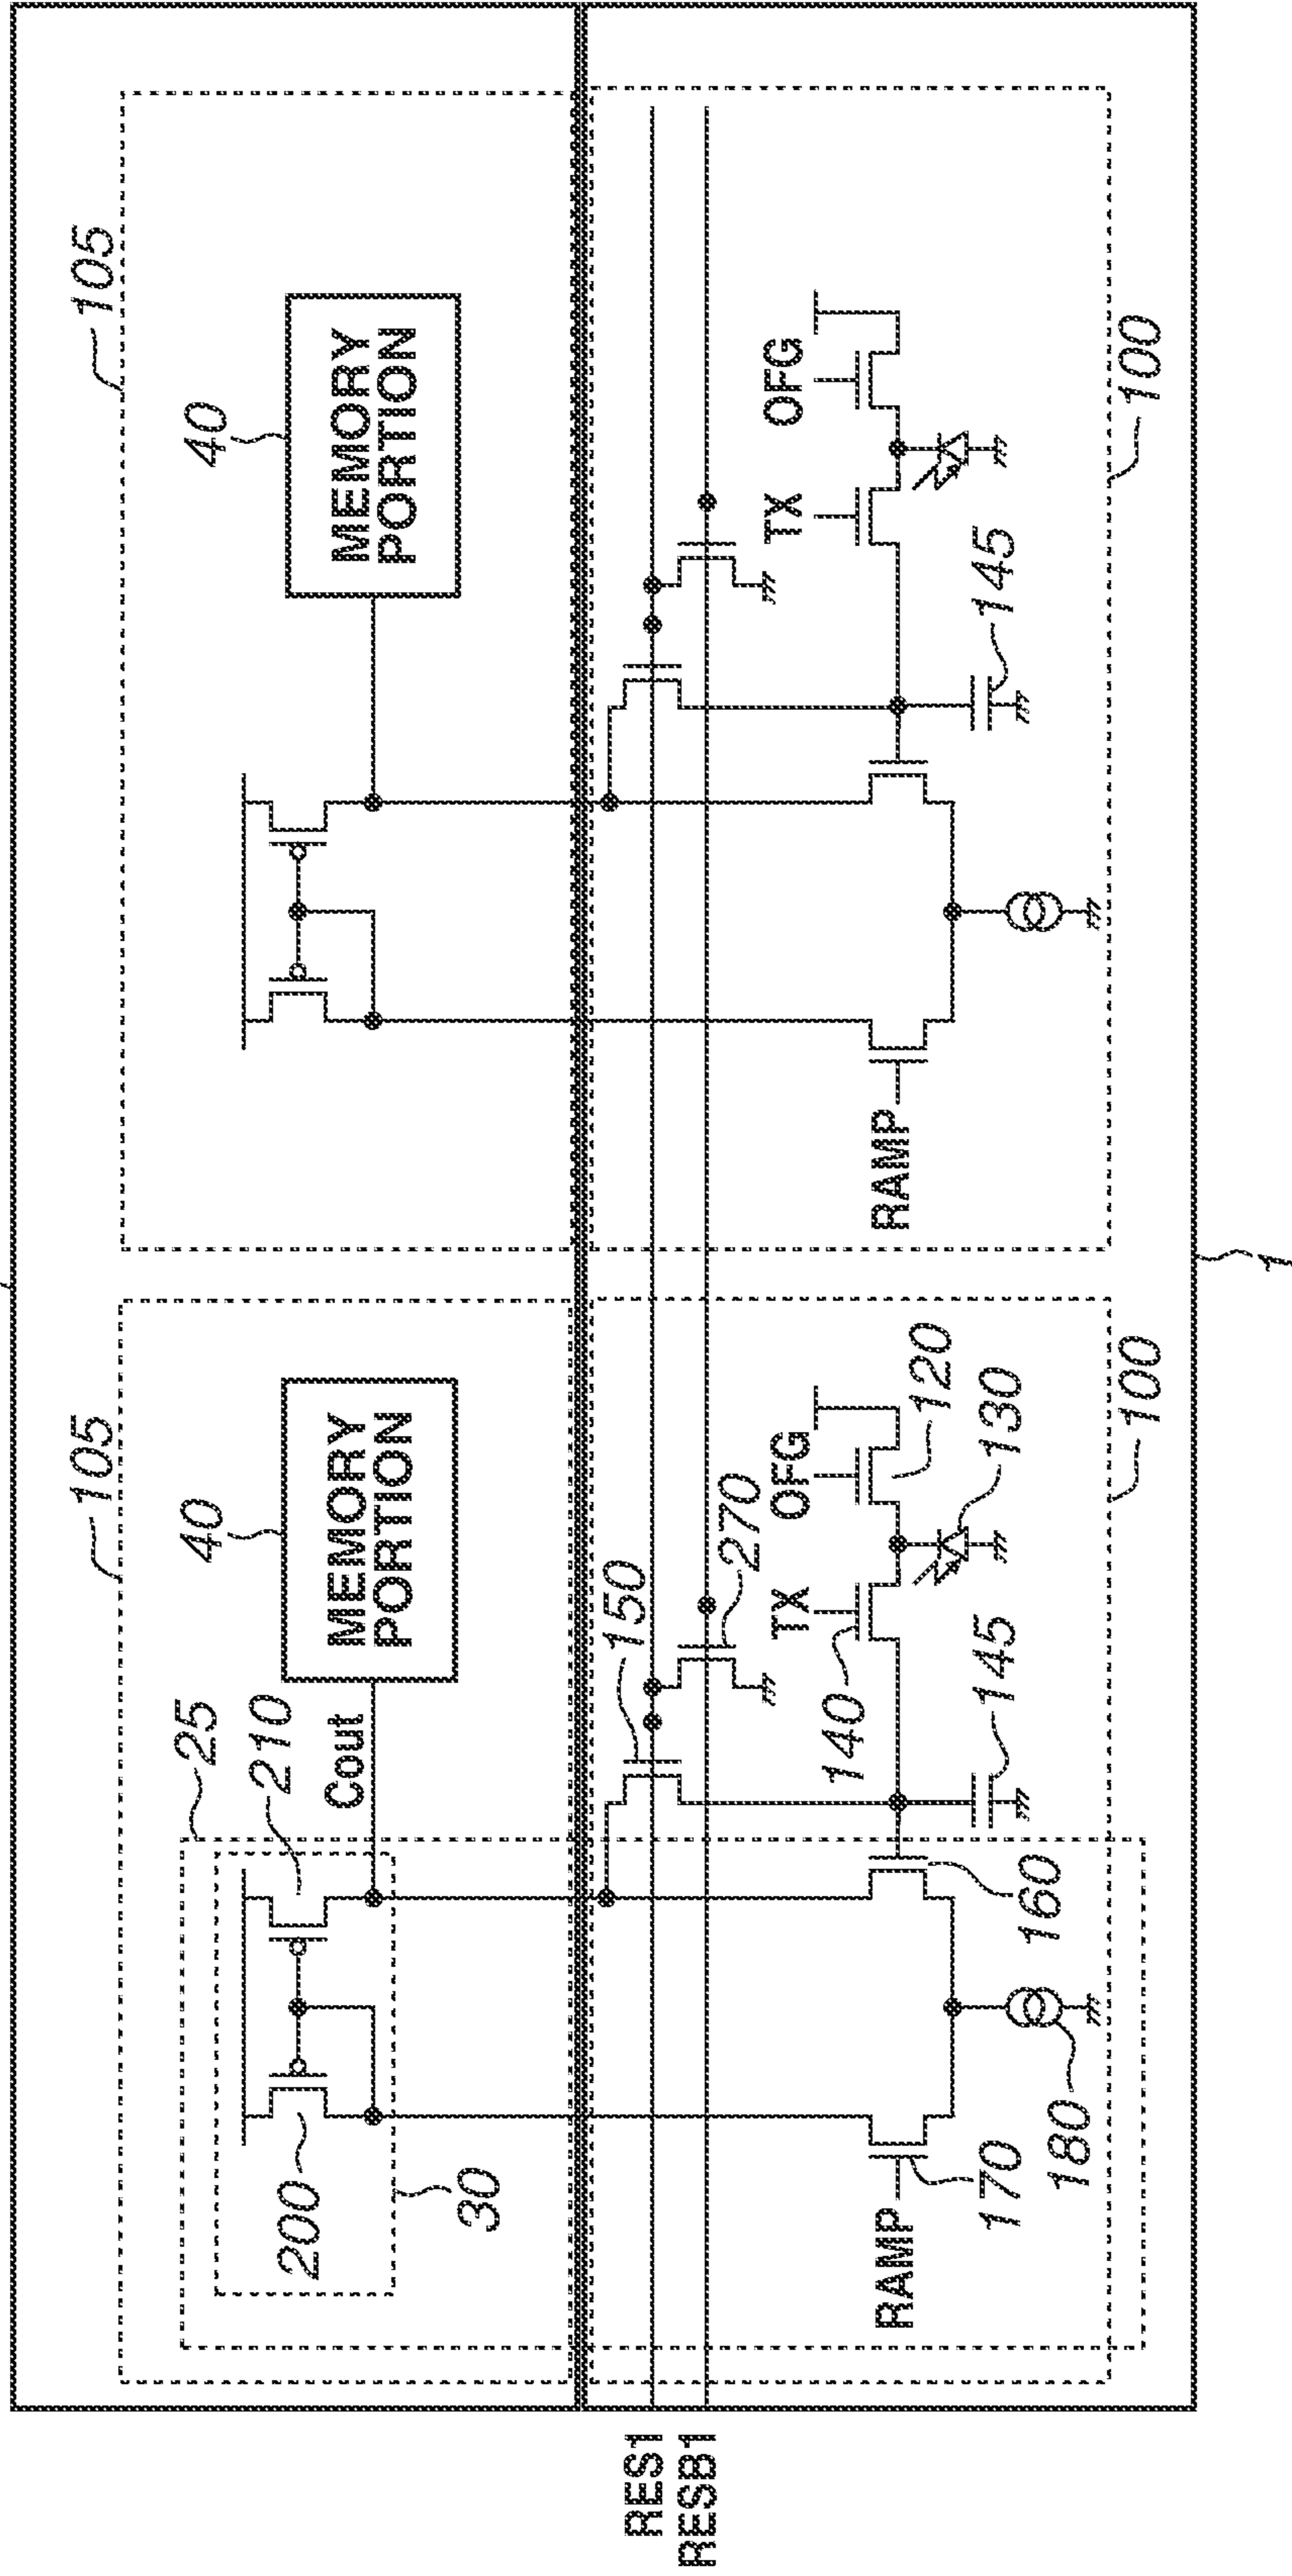 105
105
25
40
40
210
MEMORY
PORTION
MEMORY
PORTION
200
Cout
30
RES1
RESB1
150
270
TX
OFG
TX
OFG
140
120
130
RAMP
RAMP
145
145
160
170
180
100
100
1